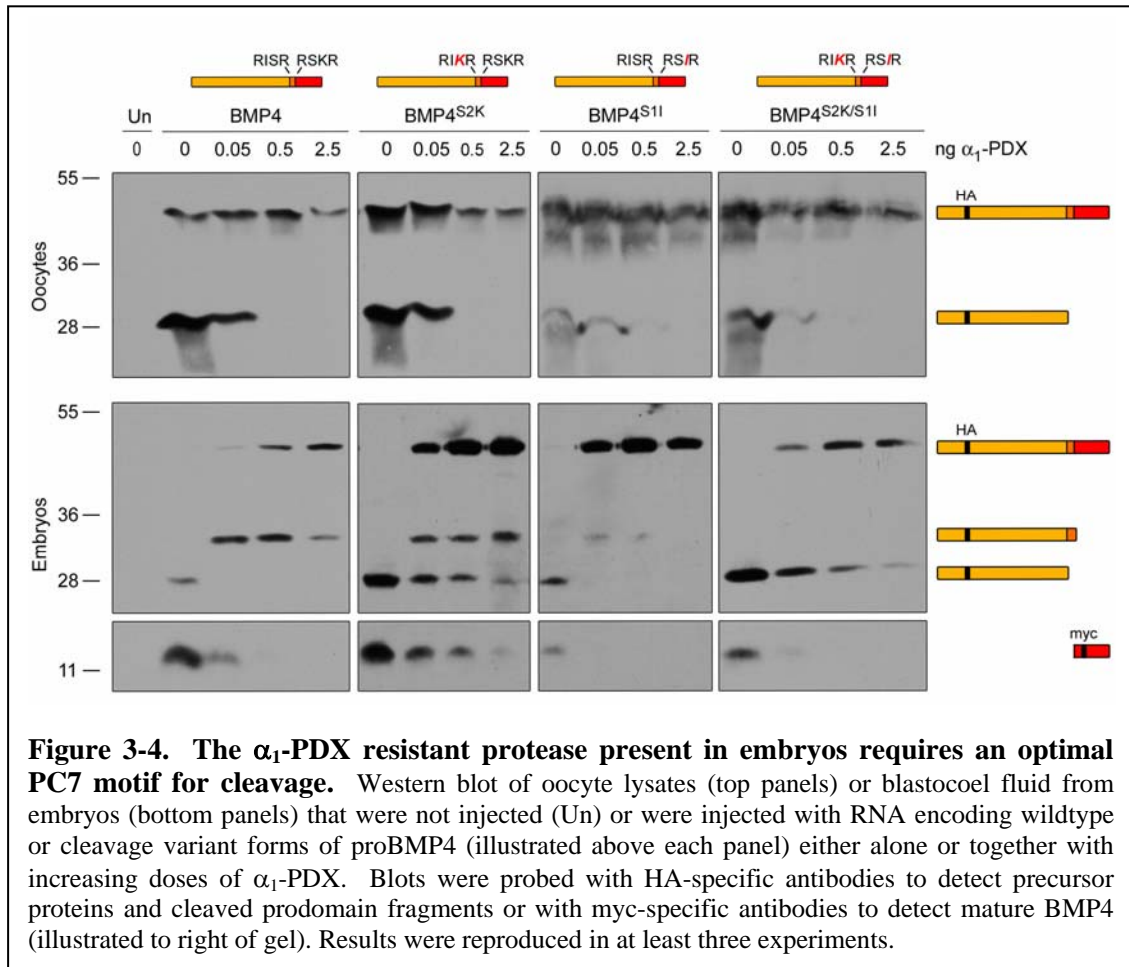 RISR RSKR RIKR RSKR RISR RSIR RIKR RSIR
Un BMP4 BMP4^S2K BMP4^S1I BMP4^S2K/S1I
0 0 0.05 0.5 2.5 0 0.05 0.5 2.5 0 0.05 0.5 2.5 0 0.05 0.5 2.5 ng α₁-PDX
55
HA
36
Oocytes
28
55
HA
36
Embryos
28
myc
11
Figure 3-4. The α₁-PDX resistant protease present in embryos requires an optimal
PC7 motif for cleavage. Western blot of oocyte lysates (top panels) or blastocoel fluid from
embryos (bottom panels) that were not injected (Un) or were injected with RNA encoding wildtype
or cleavage variant forms of proBMP4 (illustrated above each panel) either alone or together with
increasing doses of α₁-PDX. Blots were probed with HA-specific antibodies to detect precursor
proteins and cleaved prodomain fragments or with myc-specific antibodies to detect mature BMP4
(illustrated to right of gel). Results were reproduced in at least three experiments.